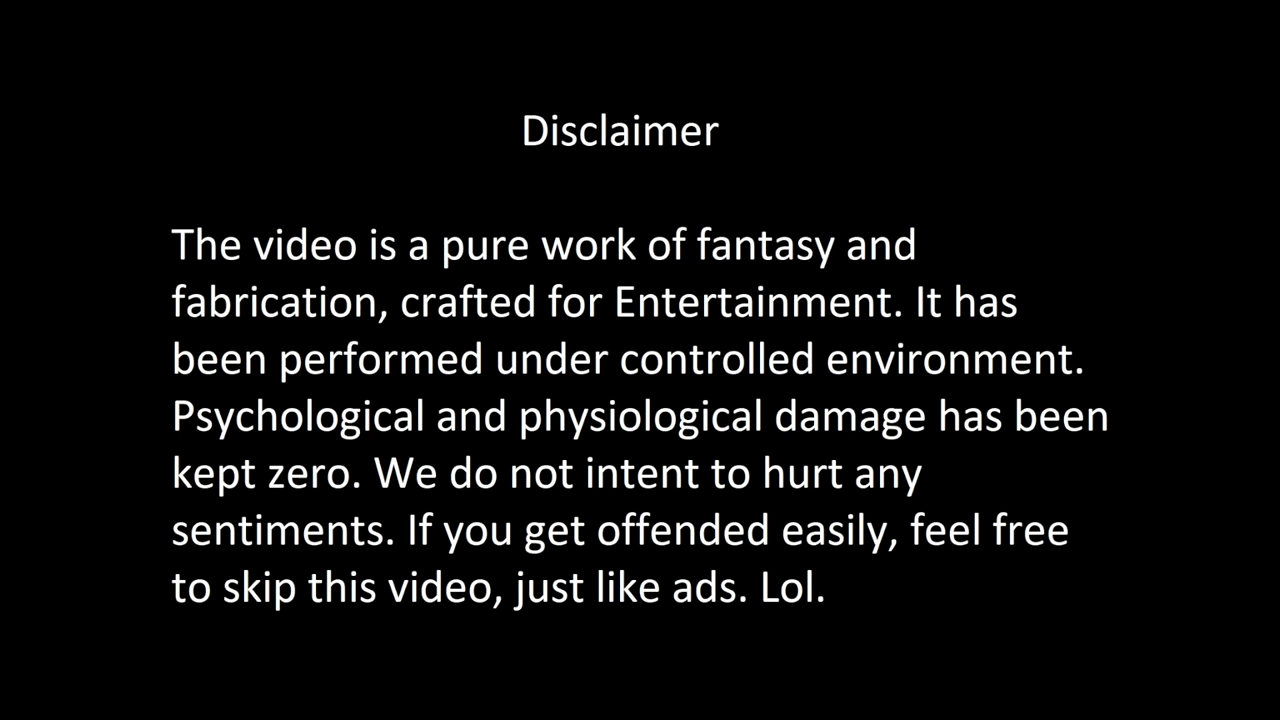 Disclaimer
The video is a pure work of fantasy and
fabrication, crafted for Entertainment. It has
been performed under controlled environment.
Psychological and physiological damage has been
kept zero. We do not intent to hurt any
sentiments. If you get offended easily, feel free
to skip this video, just like ads. Lol.